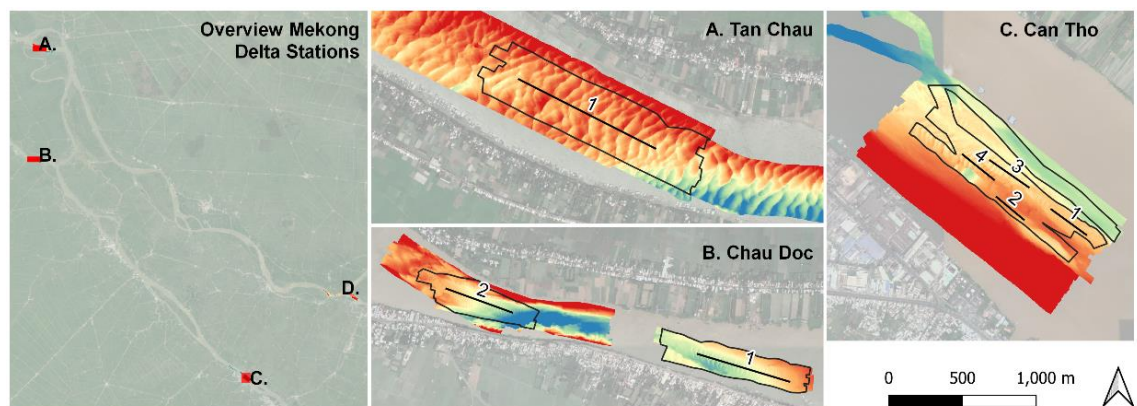 Overview Mekong
Delta Stations
A.
B.
C.
D.
A. Tan Chau
1
B. Chau Doc
2
1
C. Can Tho
3
4
2
1
0 500 1,000 m